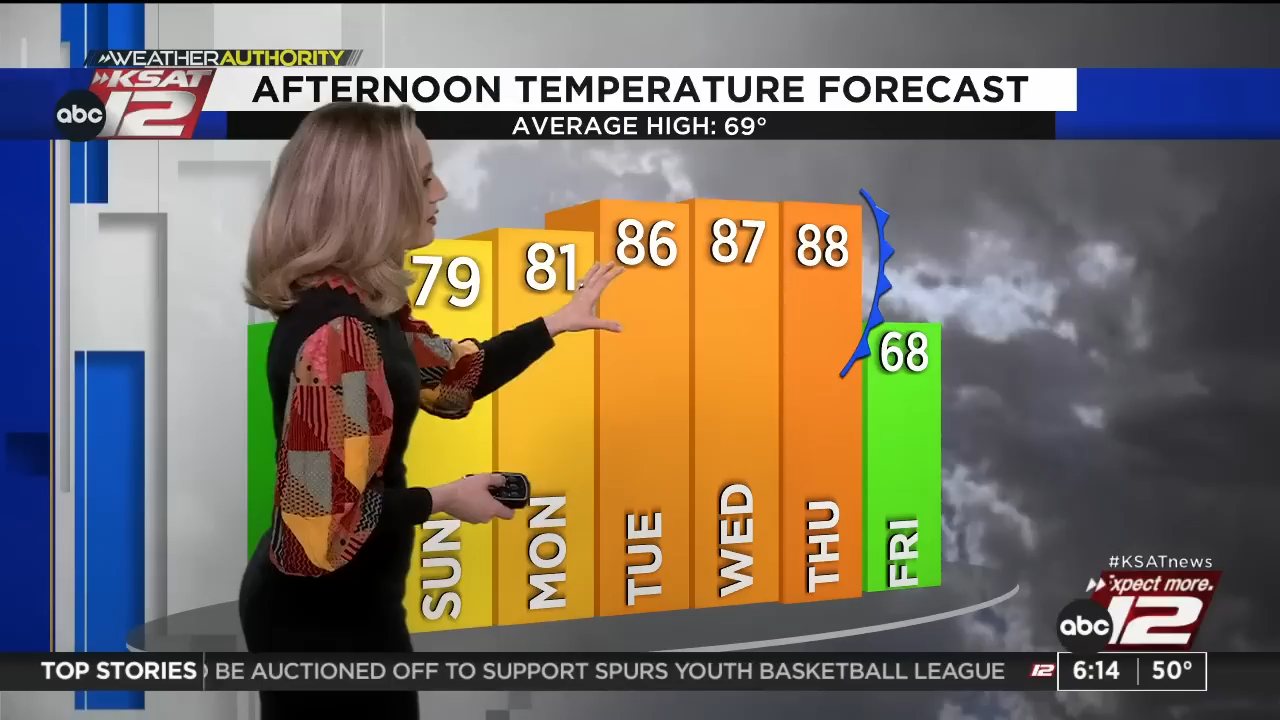 WEATHERAUTHORITY
KSAT
abc
12
AFTERNOON TEMPERATURE FORECAST
AVERAGE HIGH: 69°
79
81
86
87
88
68
SUN
MON
TUE
WED
THU
FRI
#KSATnews
Expect more.
abc
12
TOP STORIES
BE AUCTIONED OFF TO SUPPORT SPURS YOUTH BASKETBALL LEAGUE
12
6:14
50°